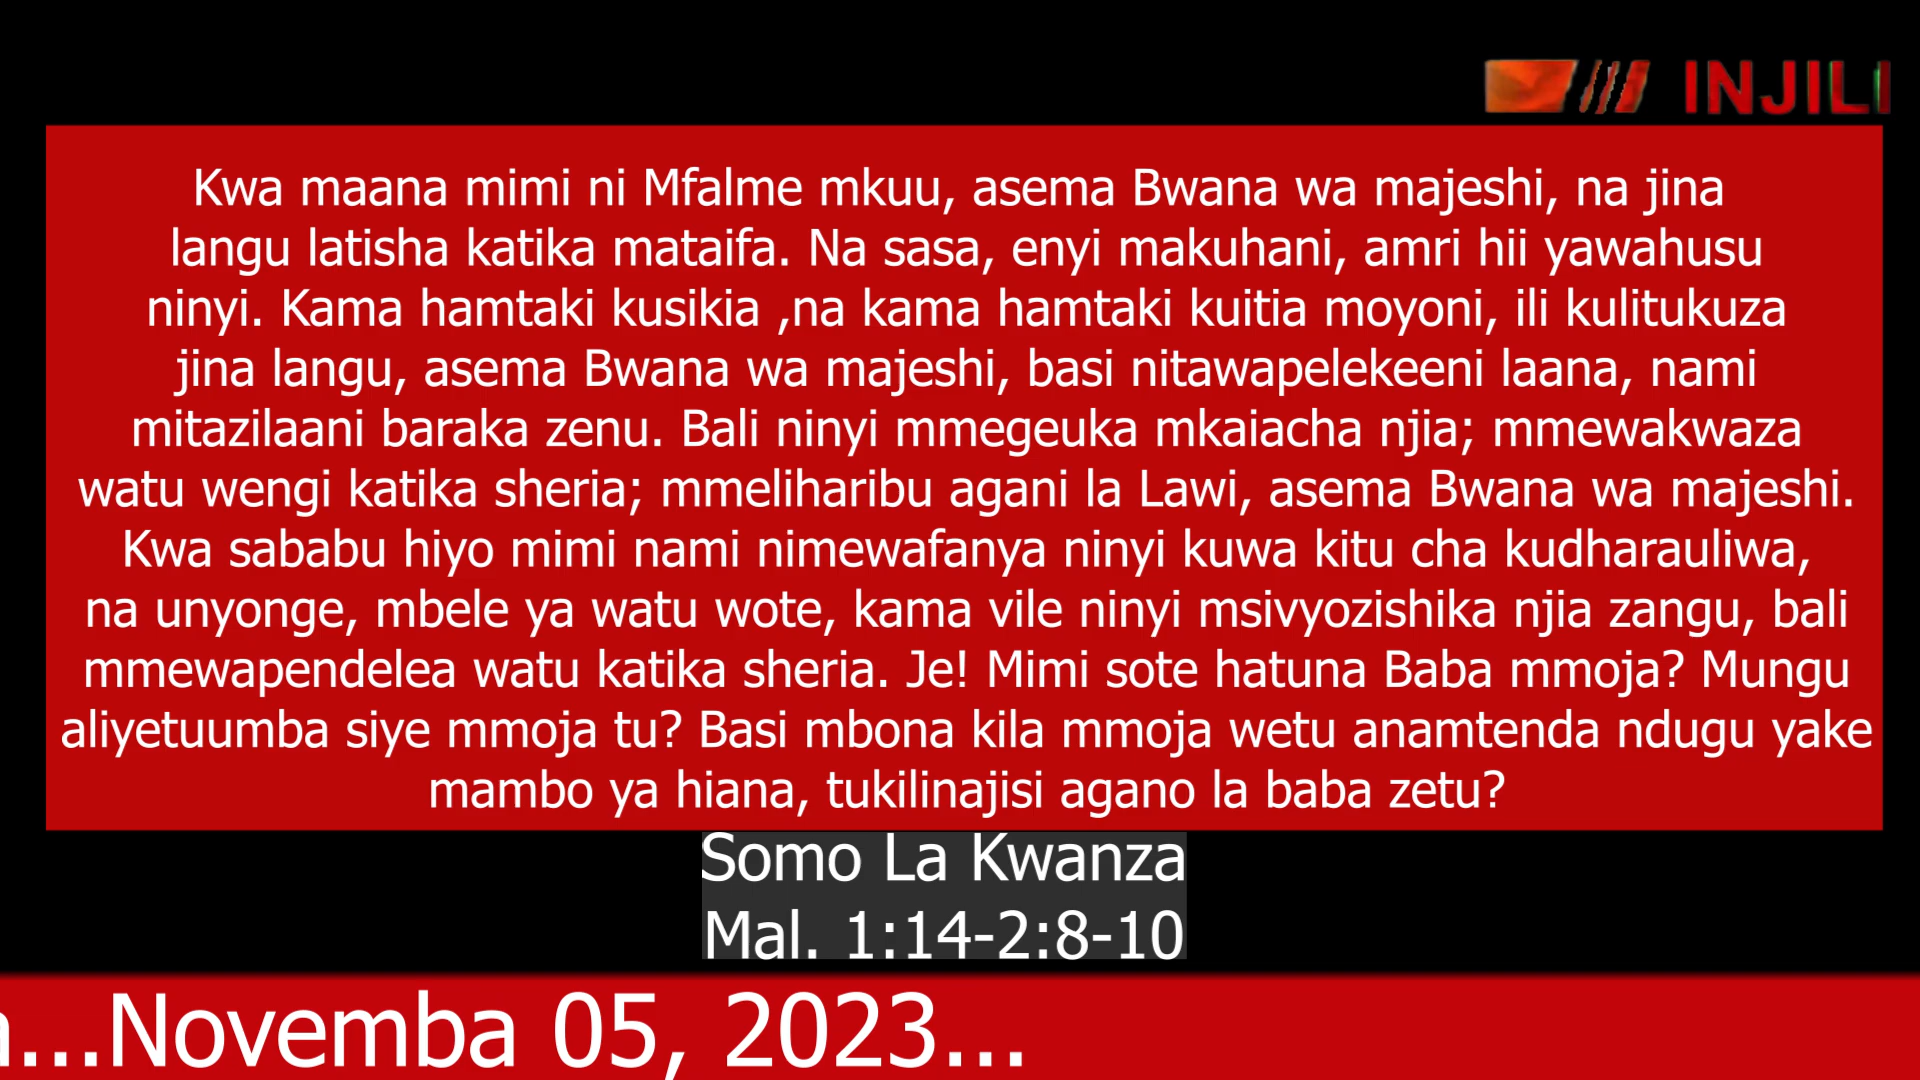 INJILI
Kwa maana mimi ni Mfalme mkuu, asema Bwana wa majeshi, na jina
langu latisha katika mataifa. Na sasa, enyi makuhani, amri hii yawahusu
ninyi. Kama hamtaki kusikia ,na kama hamtaki kuitia moyoni, ili kulitukuza
jina langu, asema Bwana wa majeshi, basi nitawapelekeeni laana, nami
mitazilaani baraka zenu. Bali ninyi mmegeuka mkaiacha njia; mmewakwaza
watu wengi katika sheria; mmeliharibu agani la Lawi, asema Bwana wa majeshi.
Kwa sababu hiyo mimi nami nimewafanya ninyi kuwa kitu cha kudharauliwa,
na unyonge, mbele ya watu wote, kama vile ninyi msivyozishika njia zangu, bali
mmewapendelea watu katika sheria. Je! Mimi sote hatuna Baba mmoja? Mungu
aliyetuumba siye mmoja tu? Basi mbona kila mmoja wetu anamtenda ndugu yake
mambo ya hiana, tukilinajisi agano la baba zetu?
Somo La Kwanza
Mal. 1:14-2:8-10
...Novemba 05, 2023...